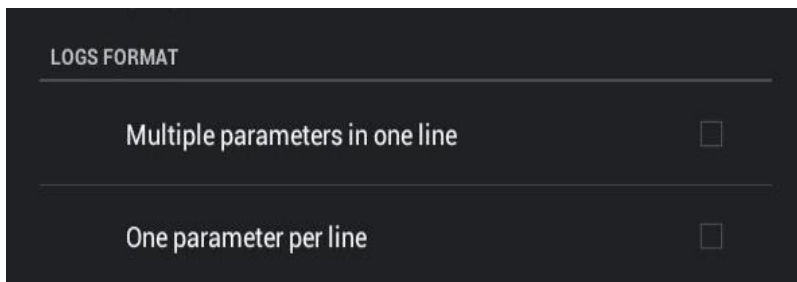 LOGS FORMAT
Multiple parameters in one line
One parameter per line